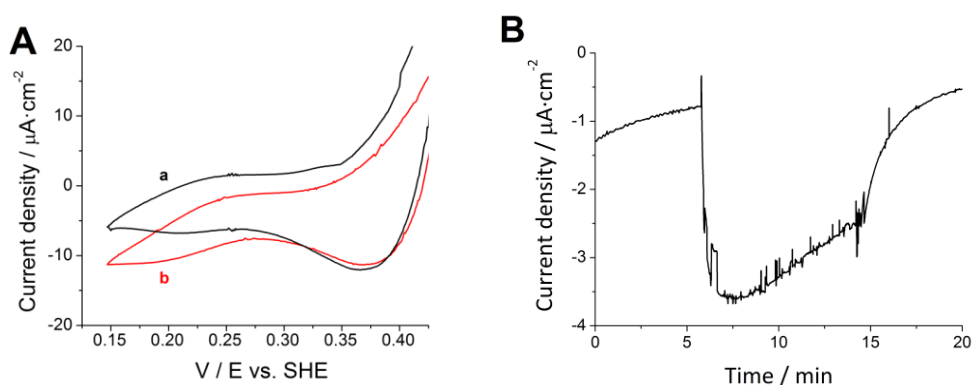 A
Current density / µA·cm⁻²
20
10
0
-10
-20
a
b
0.15
0.20
0.25
0.30
0.35
0.40
V / E vs. SHE
B
Current density / µA·cm⁻²
0
-1
-2
-3
-4
0
5
10
15
20
Time / min